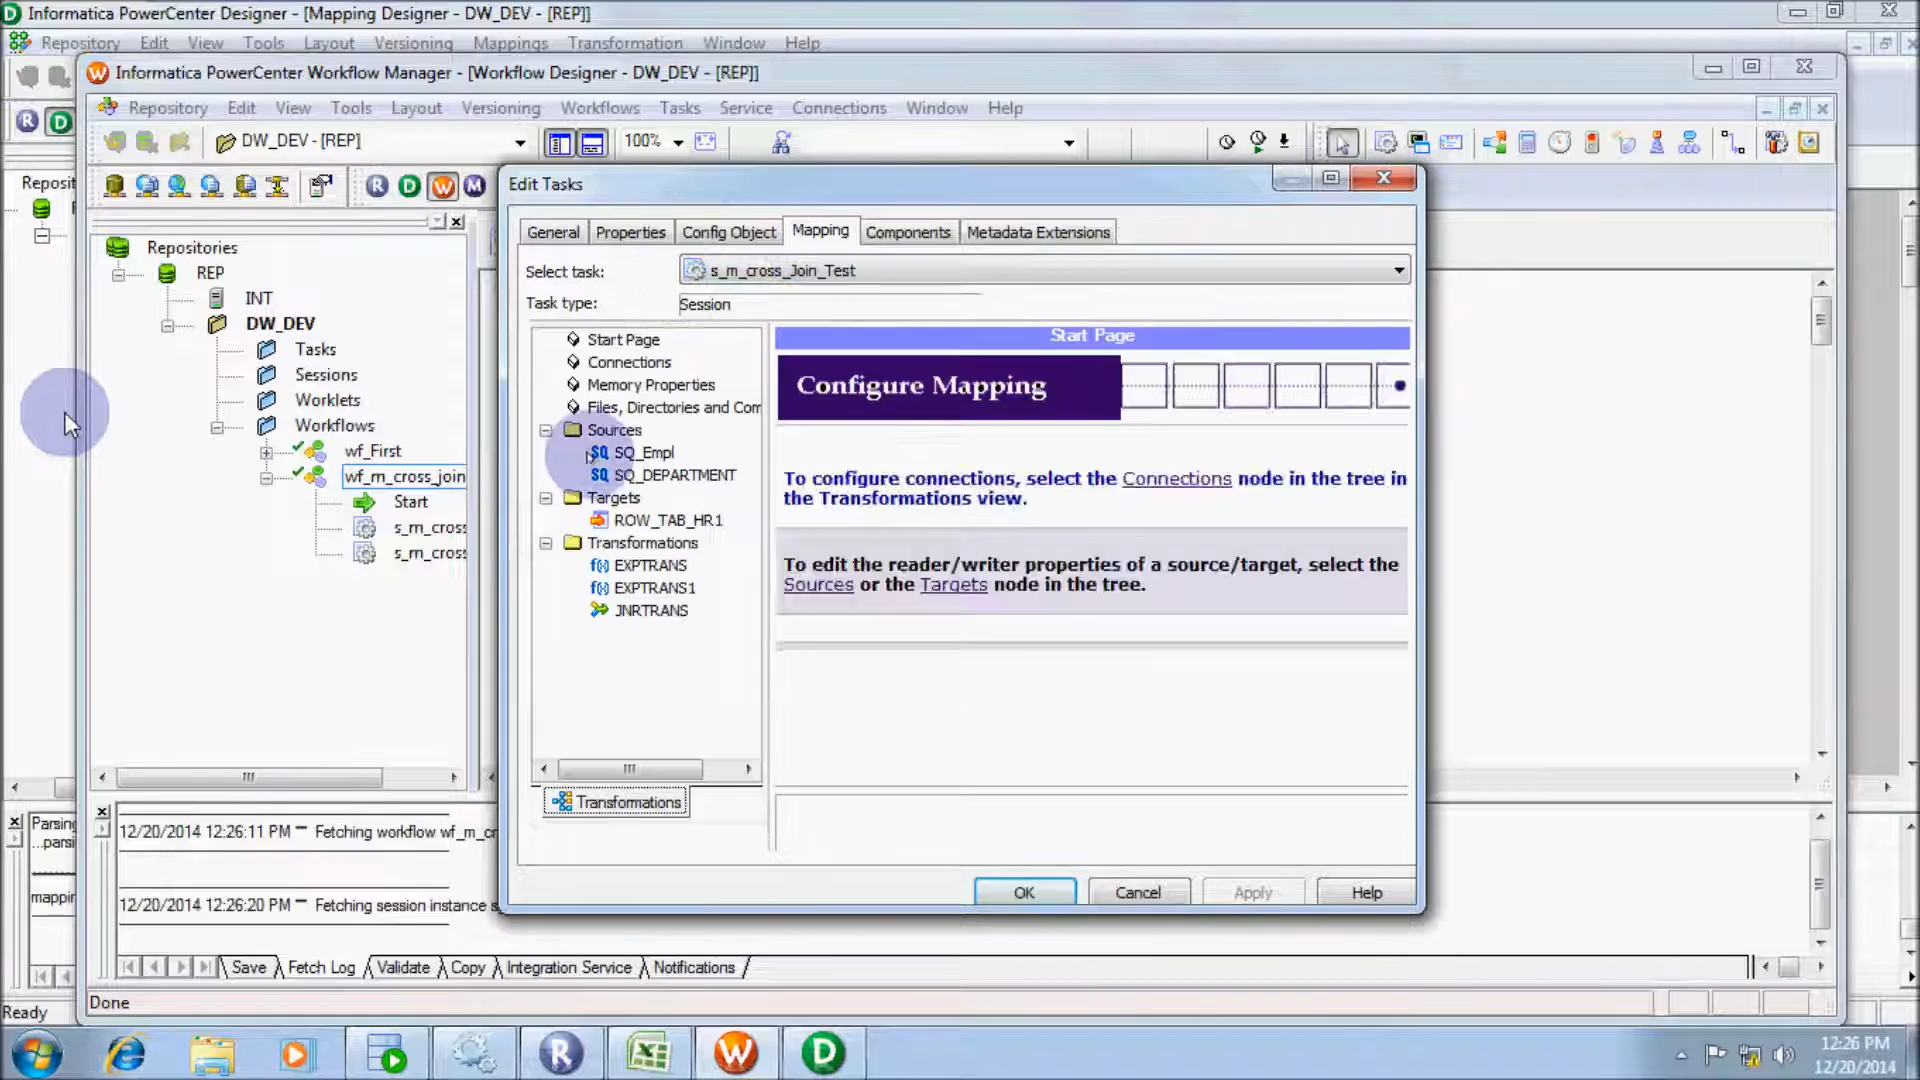 Informatica PowerCenter Designer - [Mapping Designer - DW_DEV - [REP]]
Repository Edit View Tools Layout Versioning Mappings Transformation Window Help
Informatica PowerCenter Workflow Manager - [Workflow Designer - DW_DEV - [REP]]
Repository Edit View Tools Layout Versioning Workflows Tasks Service Connections Window Help
DW_DEV - [REP] 100%
Edit Tasks
General Properties Config Object Mapping Components Metadata Extensions
Select task: s_m_cross_Join_Test
Task type: Session
Repositories
REP
INT
DW_DEV
Tasks
Sessions
Worklets
Workflows
wf_First
wf_m_cross_join
Start
s_m_cross
s_m_cross
Start Page
Connections
Memory Properties
Files, Directories and Com
Sources
SQ_Empl
SQ_DEPARTMENT
Targets
ROW_TAB_HR1
Transformations
EXPTRANS
EXPTRANS1
JNRTRANS
Transformations
Start Page
Configure Mapping
To configure connections, select the Connections node in the tree in
the Transformations view.
To edit the reader/writer properties of a source/target, select the
Sources or the Targets node in the tree.
OK Cancel Apply Help
Parsing
...parsi
mappin
12/20/2014 12:26:11 PM Fetching workflow wf_m_cr
12/20/2014 12:26:20 PM Fetching session instance s
Save Fetch Log Validate Copy Integration Service Notifications
Done
Ready
12:26 PM
12/20/2014